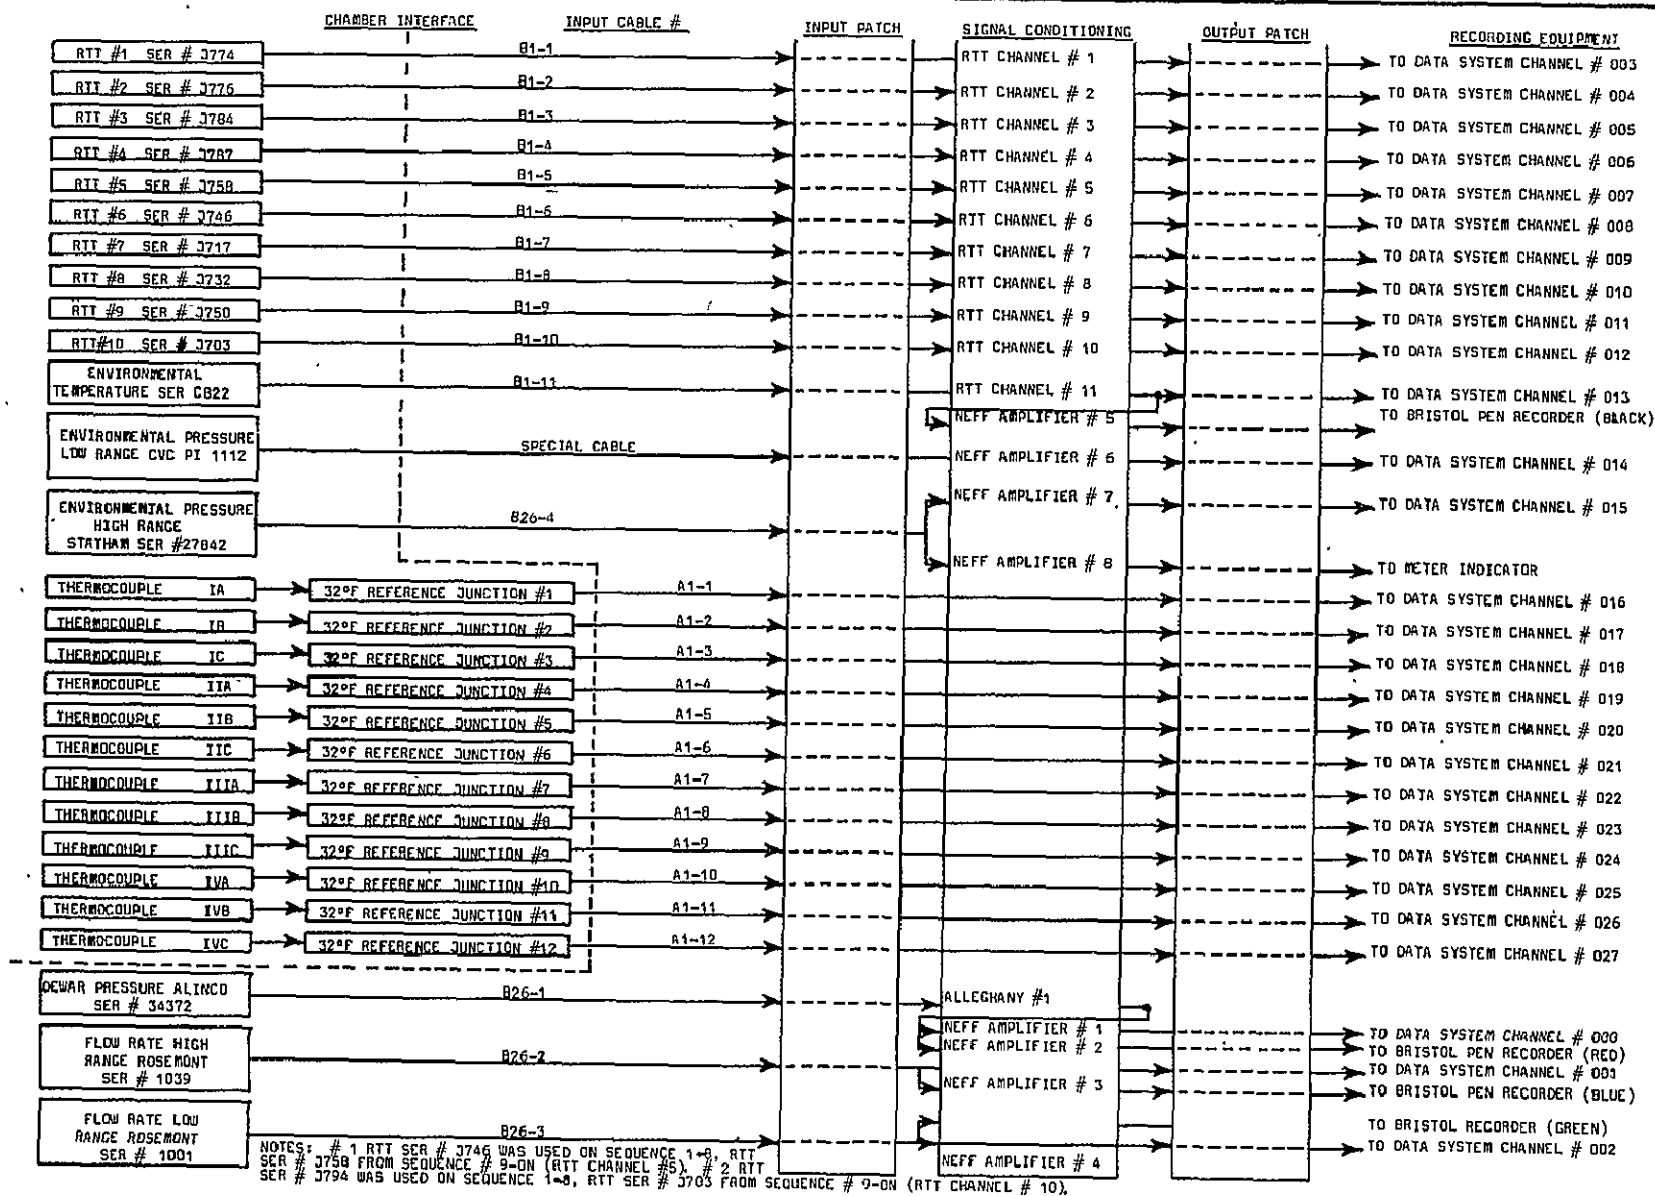 CHAMBER INTERFACE INPUT CABLE # INPUT PATCH SIGNAL CONDITIONING OUTPUT PATCH RECORDING EQUIPMENT
RTT #1 SER # J774 B1-1 RTT CHANNEL # 1 TO DATA SYSTEM CHANNEL # 003
RTT #2 SER # J776 B1-2 RTT CHANNEL # 2 TO DATA SYSTEM CHANNEL # 004
RTT #3 SER # J784 B1-3 RTT CHANNEL # 3 TO DATA SYSTEM CHANNEL # 005
RTT #4 SER # J787 B1-4 RTT CHANNEL # 4 TO DATA SYSTEM CHANNEL # 006
RTT #5 SER # J758 B1-5 RTT CHANNEL # 5 TO DATA SYSTEM CHANNEL # 007
RTT #6 SER # J746 B1-6 RTT CHANNEL # 6 TO DATA SYSTEM CHANNEL # 008
RTT #7 SER # J717 B1-7 RTT CHANNEL # 7 TO DATA SYSTEM CHANNEL # 009
RTT #8 SER # J732 B1-8 RTT CHANNEL # 8 TO DATA SYSTEM CHANNEL # 010
RTT #9 SER # J750 B1-9 RTT CHANNEL # 9 TO DATA SYSTEM CHANNEL # 011
RTT#10 SER # J703 B1-10 RTT CHANNEL # 10 TO DATA SYSTEM CHANNEL # 012
ENVIRONMENTAL
TEMPERATURE SER C822 B1-11 RTT CHANNEL # 11 TO DATA SYSTEM CHANNEL # 013
NEFF AMPLIFIER # 5 TO BRISTOL PEN RECORDER (BLACK)
ENVIRONMENTAL PRESSURE
LOW RANGE CVC PI 1112 SPECIAL CABLE NEFF AMPLIFIER # 6 TO DATA SYSTEM CHANNEL # 014
ENVIRONMENTAL PRESSURE NEFF AMPLIFIER # 7 TO DATA SYSTEM CHANNEL # 015
HIGH RANGE B26-4
STATHAM SER #27842
NEFF AMPLIFIER # 8 TO METER INDICATOR
THERMOCOUPLE IA 32°F REFERENCE JUNCTION #1 A1-1 TO DATA SYSTEM CHANNEL # 016
THERMOCOUPLE IB 32°F REFERENCE JUNCTION #2 A1-2 TO DATA SYSTEM CHANNEL # 017
THERMOCOUPLE IC 32°F REFERENCE JUNCTION #3 A1-3 TO DATA SYSTEM CHANNEL # 018
THERMOCOUPLE IIA 32°F REFERENCE JUNCTION #4 A1-4 TO DATA SYSTEM CHANNEL # 019
THERMOCOUPLE IIB 32°F REFERENCE JUNCTION #5 A1-5 TO DATA SYSTEM CHANNEL # 020
THERMOCOUPLE IIC 32°F REFERENCE JUNCTION #6 A1-6 TO DATA SYSTEM CHANNEL # 021
THERMOCOUPLE IIIA 32°F REFERENCE JUNCTION #7 A1-7 TO DATA SYSTEM CHANNEL # 022
THERMOCOUPLE IIIB 32°F REFERENCE JUNCTION #8 A1-8 TO DATA SYSTEM CHANNEL # 023
THERMOCOUPLE IIIC 32°F REFERENCE JUNCTION #9 A1-9 TO DATA SYSTEM CHANNEL # 024
THERMOCOUPLE IVA 32°F REFERENCE JUNCTION #10 A1-10 TO DATA SYSTEM CHANNEL # 025
THERMOCOUPLE IVB 32°F REFERENCE JUNCTION #11 A1-11 TO DATA SYSTEM CHANNEL # 026
THERMOCOUPLE IVC 32°F REFERENCE JUNCTION #12 A1-12 TO DATA SYSTEM CHANNEL # 027
DEWAR PRESSURE ALINCO B26-1 ALLEGHANY #1
SER # 34372
NEFF AMPLIFIER # 1 TO DATA SYSTEM CHANNEL # 000
FLOW RATE HIGH NEFF AMPLIFIER # 2 TO BRISTOL PEN RECORDER (RED)
RANGE ROSEMONT B26-2 TO DATA SYSTEM CHANNEL # 001
SER # 1039 NEFF AMPLIFIER # 3 TO BRISTOL PEN RECORDER (BLUE)
FLOW RATE LOW TO BRISTOL RECORDER (GREEN)
RANGE ROSEMONT B26-3 TO DATA SYSTEM CHANNEL # 002
SER # 1001 NEFF AMPLIFIER # 4
NOTES: # 1 RTT SER # J746 WAS USED ON SEQUENCE 1-8, RTT
SER # J758 FROM SEQUENCE # 9-ON (RTT CHANNEL #5). # 2 RTT
SER # J794 WAS USED ON SEQUENCE 1-8, RTT SER # J703 FROM SEQUENCE # 9-ON (RTT CHANNEL # 10).